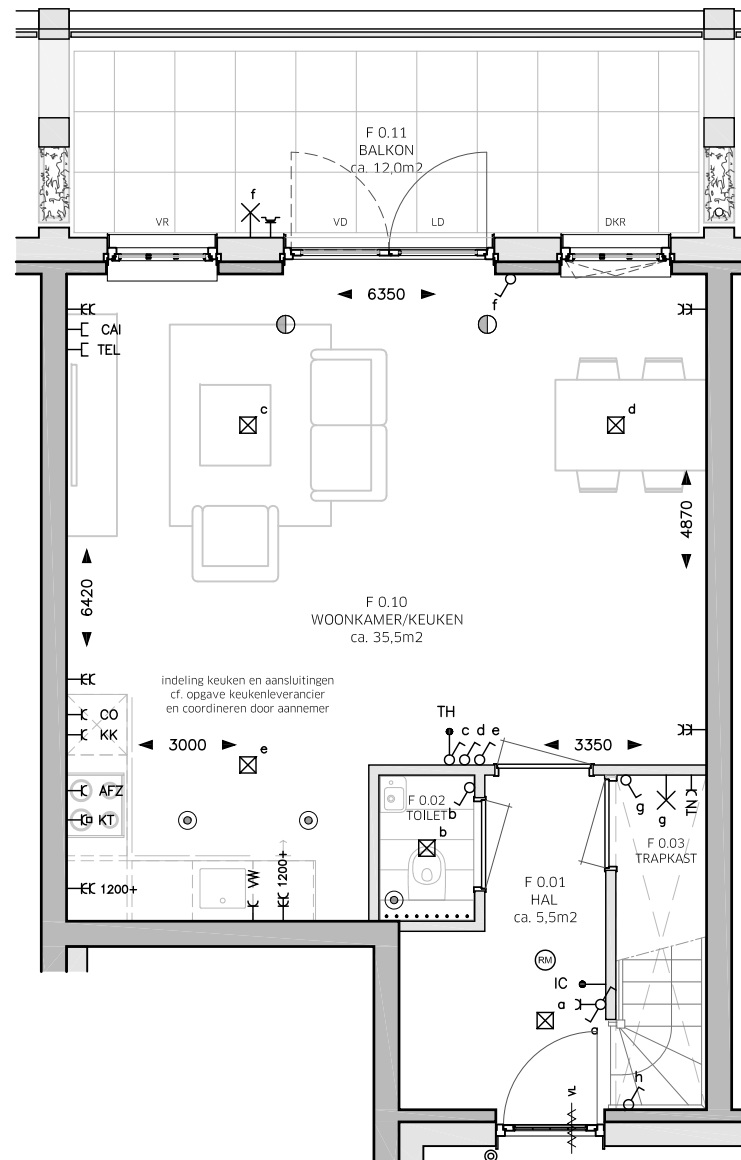 F 0.11
BALKON
ca. 12,0m2
f
VR
VD
LD
DKR
6350
f
CAI
TEL
c
d
4870
6420
F 0.10
WOONKAMER/KEUKEN
ca. 35,5m2
indeling keuken en aansluitingen
cf. opgave keukenleverancier
en coordineren door aannemer
TH
c d e
CO
KK
3000
e
3350
AFZ
KT
F 0.02
TOILET
b
b
g
g
TN
F 0.03
TRAPKAST
1200+
VW
1200+
F 0.01
HAL
ca. 5,5m2
RM
IC
a
a
h
VL